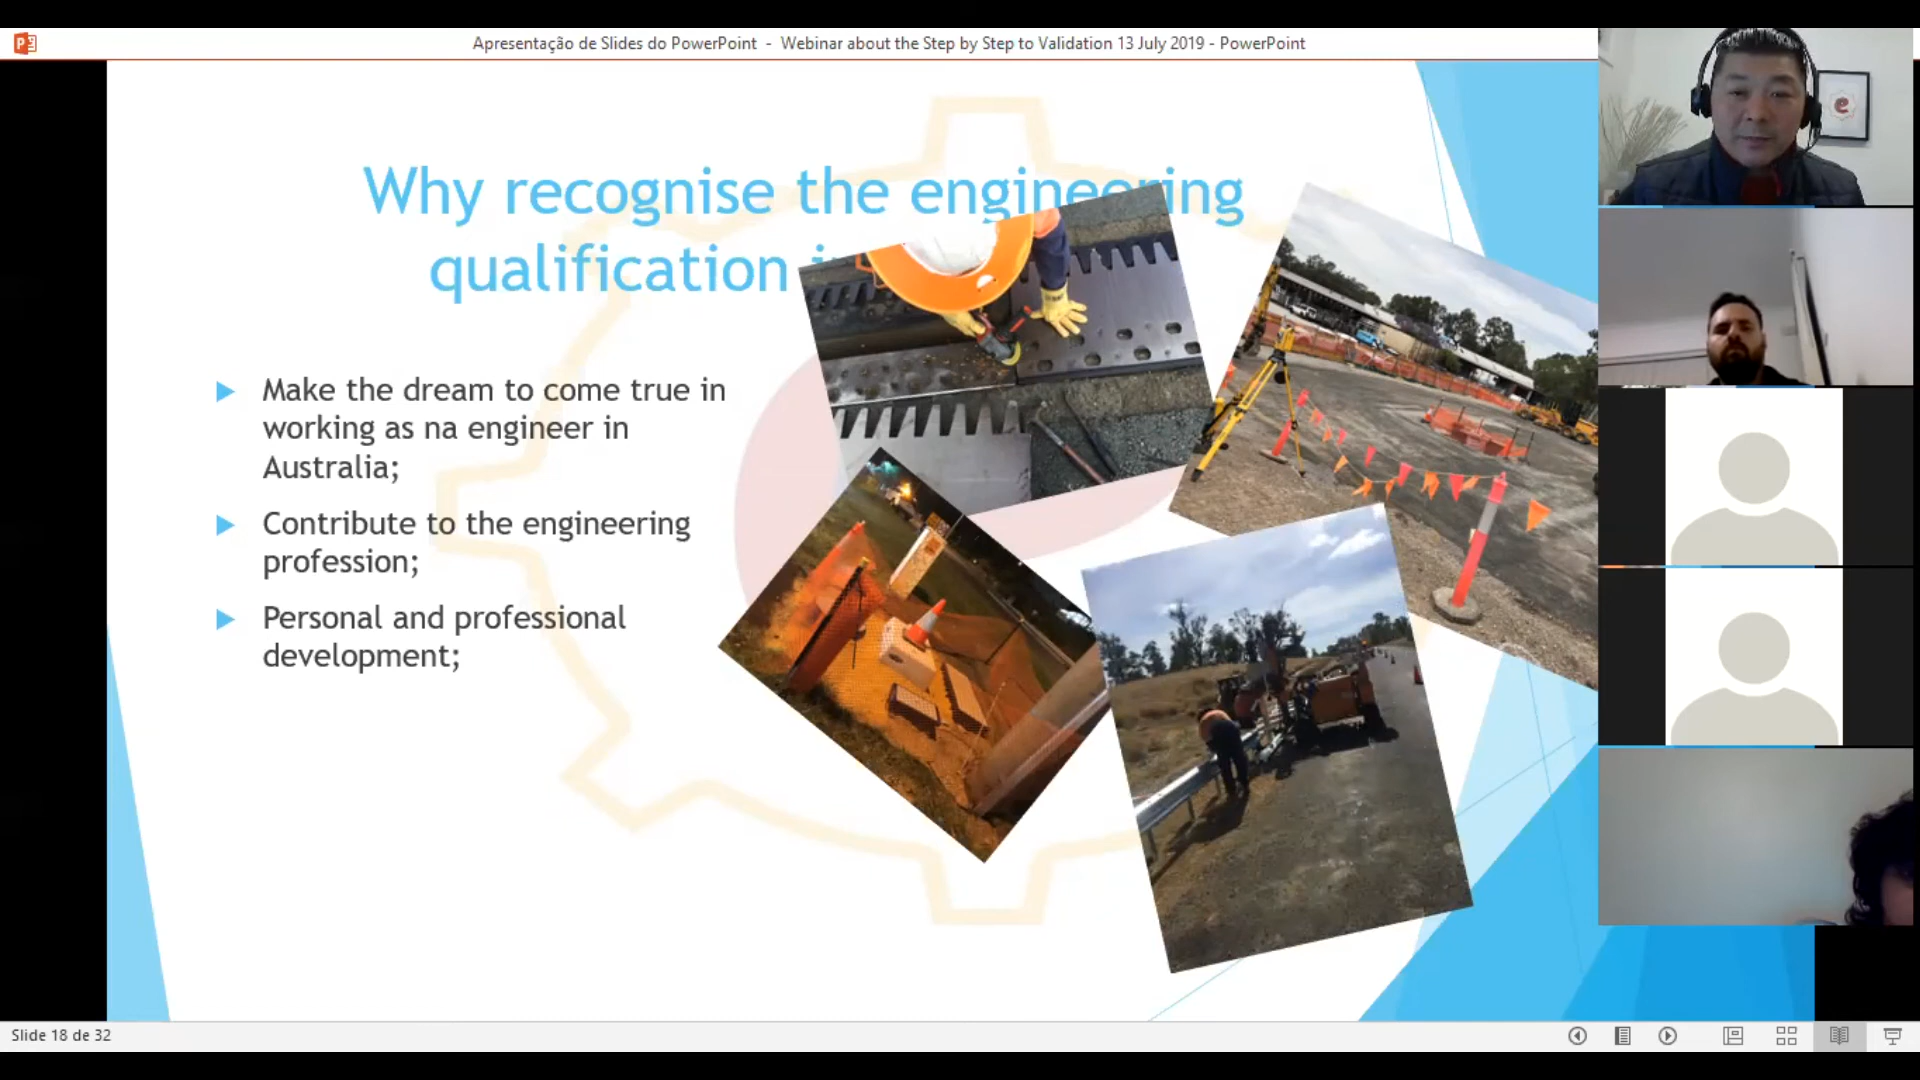 Apresentação de Slides do PowerPoint - Webinar about the Step by Step to Validation 13 July 2019 - PowerPoint
Why recognise the engineering
qualification
Make the dream to come true in
working as na engineer in
Australia;
Contribute to the engineering
profession;
Personal and professional
development;
Slide 18 de 32